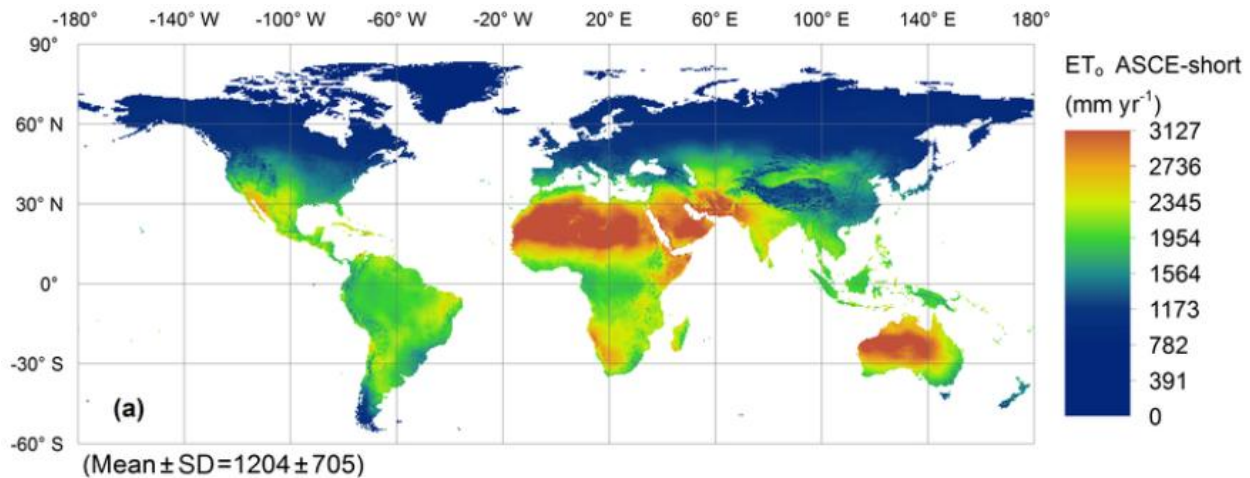 -180° -140° W -100° W -60° W -20° W 20° E 60° E 100° E 140° E 180°
90°
60° N
30° N
0°
-30° S
-60° S
(a)
(Mean ± SD=1204 ± 705)
ETₒ ASCE-short
(mm yr⁻¹)
3127
2736
2345
1954
1564
1173
782
391
0